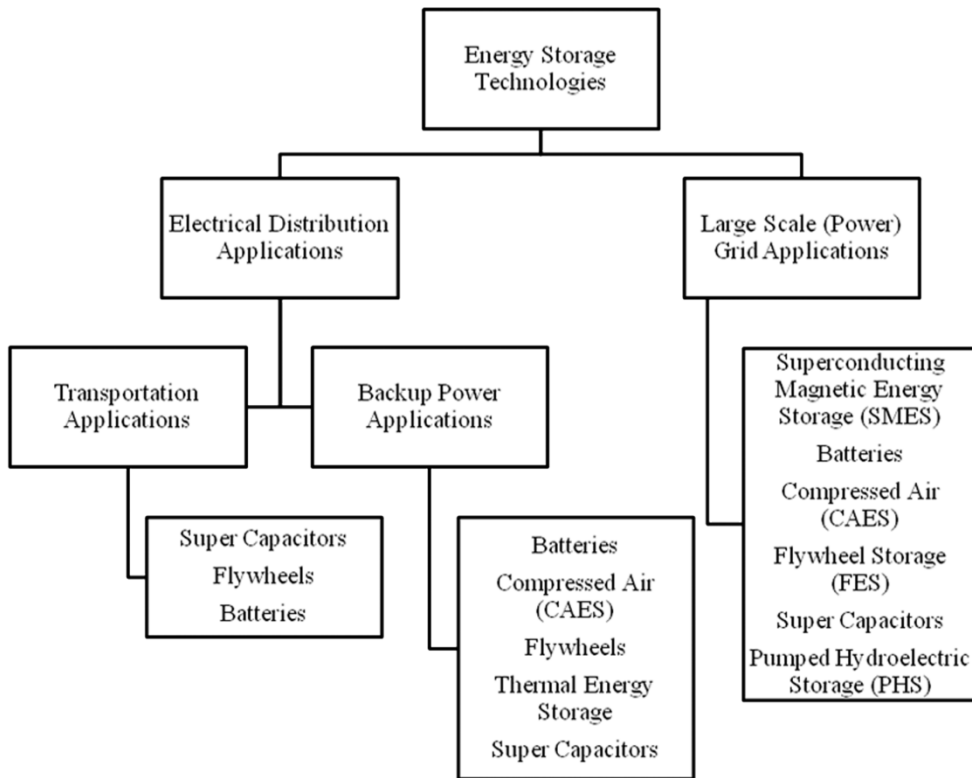 Energy Storage
Technologies
Electrical Distribution
Applications
Large Scale (Power)
Grid Applications
Transportation
Applications
Backup Power
Applications
Super Capacitors
Flywheels
Batteries
Batteries
Compressed Air
(CAES)
Flywheels
Thermal Energy
Storage
Super Capacitors
Superconducting
Magnetic Energy
Storage (SMES)
Batteries
Compressed Air
(CAES)
Flywheel Storage
(FES)
Super Capacitors
Pumped Hydroelectric
Storage (PHS)